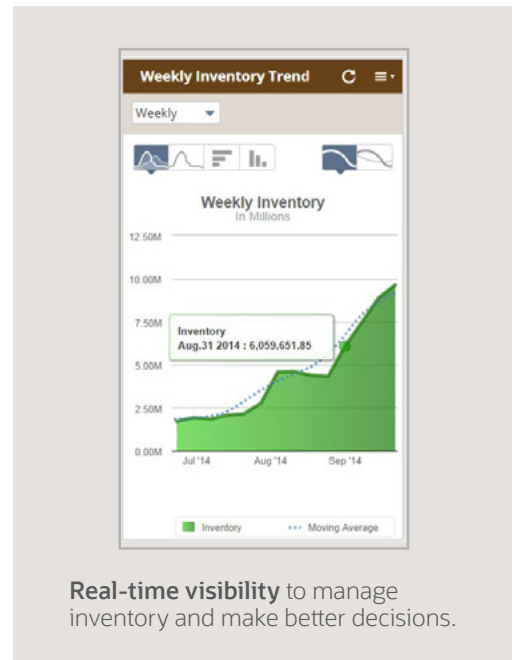 Weekly Inventory Trend
Weekly
Weekly Inventory
In Millions
12.50M
10.00M
7.50M
Inventory
Aug.31 2014 : 6,059,651.85
5.00M
2.50M
0.00M
Jul '14 Aug '14 Sep '14
Inventory Moving Average
Real-time visibility to manage
inventory and make better decisions.